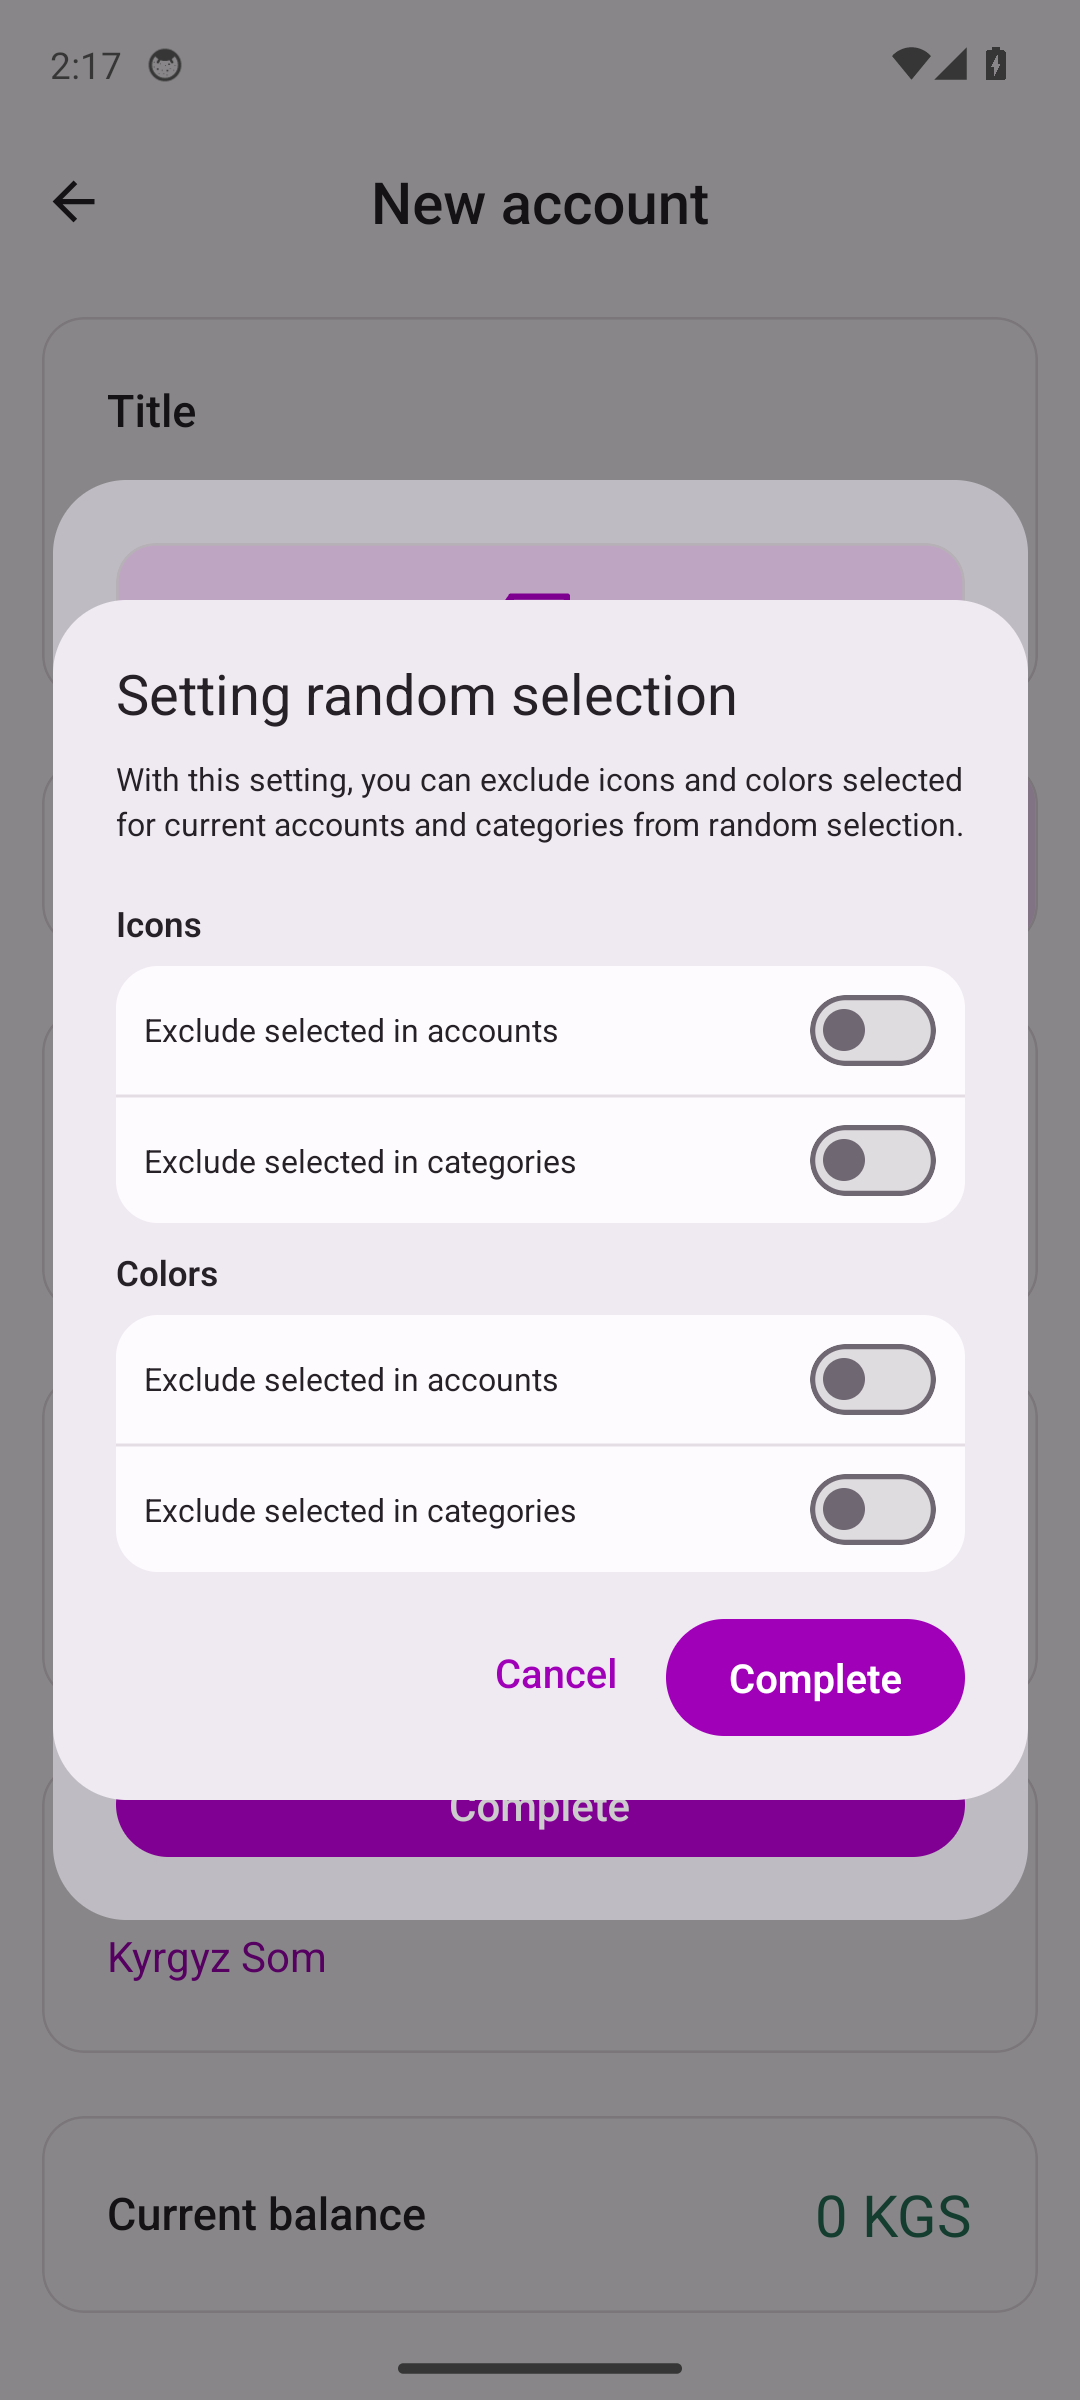 2:17
New account
Title
Setting random selection
With this setting, you can exclude icons and colors selected
for current accounts and categories from random selection.
Icons
Exclude selected in accounts
Exclude selected in categories
Colors
Exclude selected in accounts
Exclude selected in categories
Cancel
Complete
Complete
Kyrgyz Som
Current balance
0 KGS